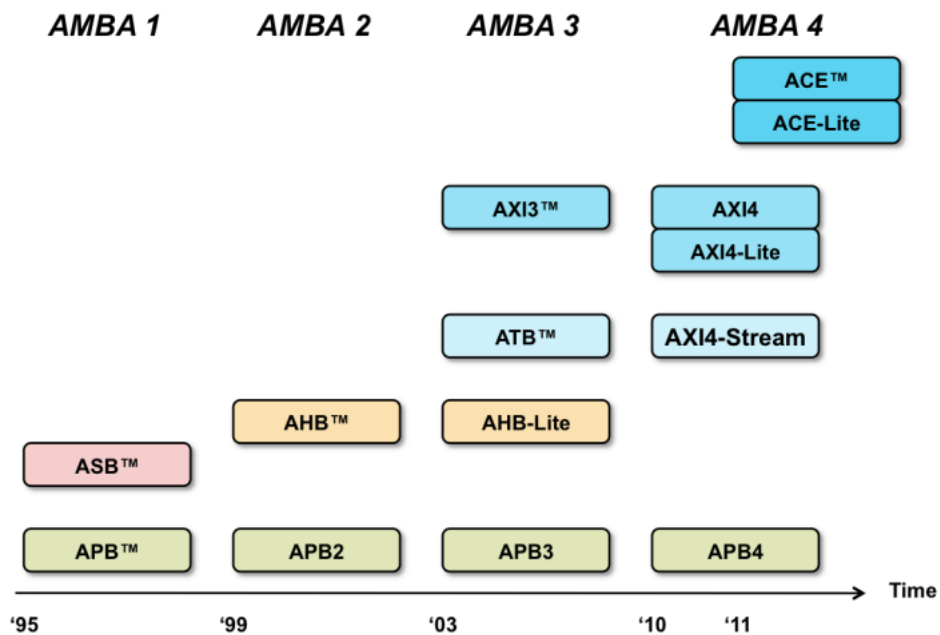 AMBA 1 AMBA 2 AMBA 3 AMBA 4
ACE™
ACE-Lite
AXI3™ AXI4
AXI4-Lite
ATB™ AXI4-Stream
AHB™ AHB-Lite
ASB™
APB™ APB2 APB3 APB4
Time
‘95 ‘99 ‘03 ‘10 ‘11